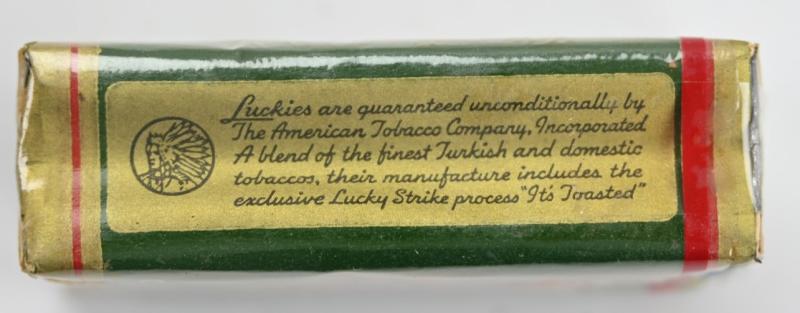 Luckies are guaranteed unconditionally by
The American Tobacco Company, Incorporated
A blend of the finest Turkish and domestic
tobaccos, their manufacture includes the
exclusive Lucky Strike process "It's Toasted"